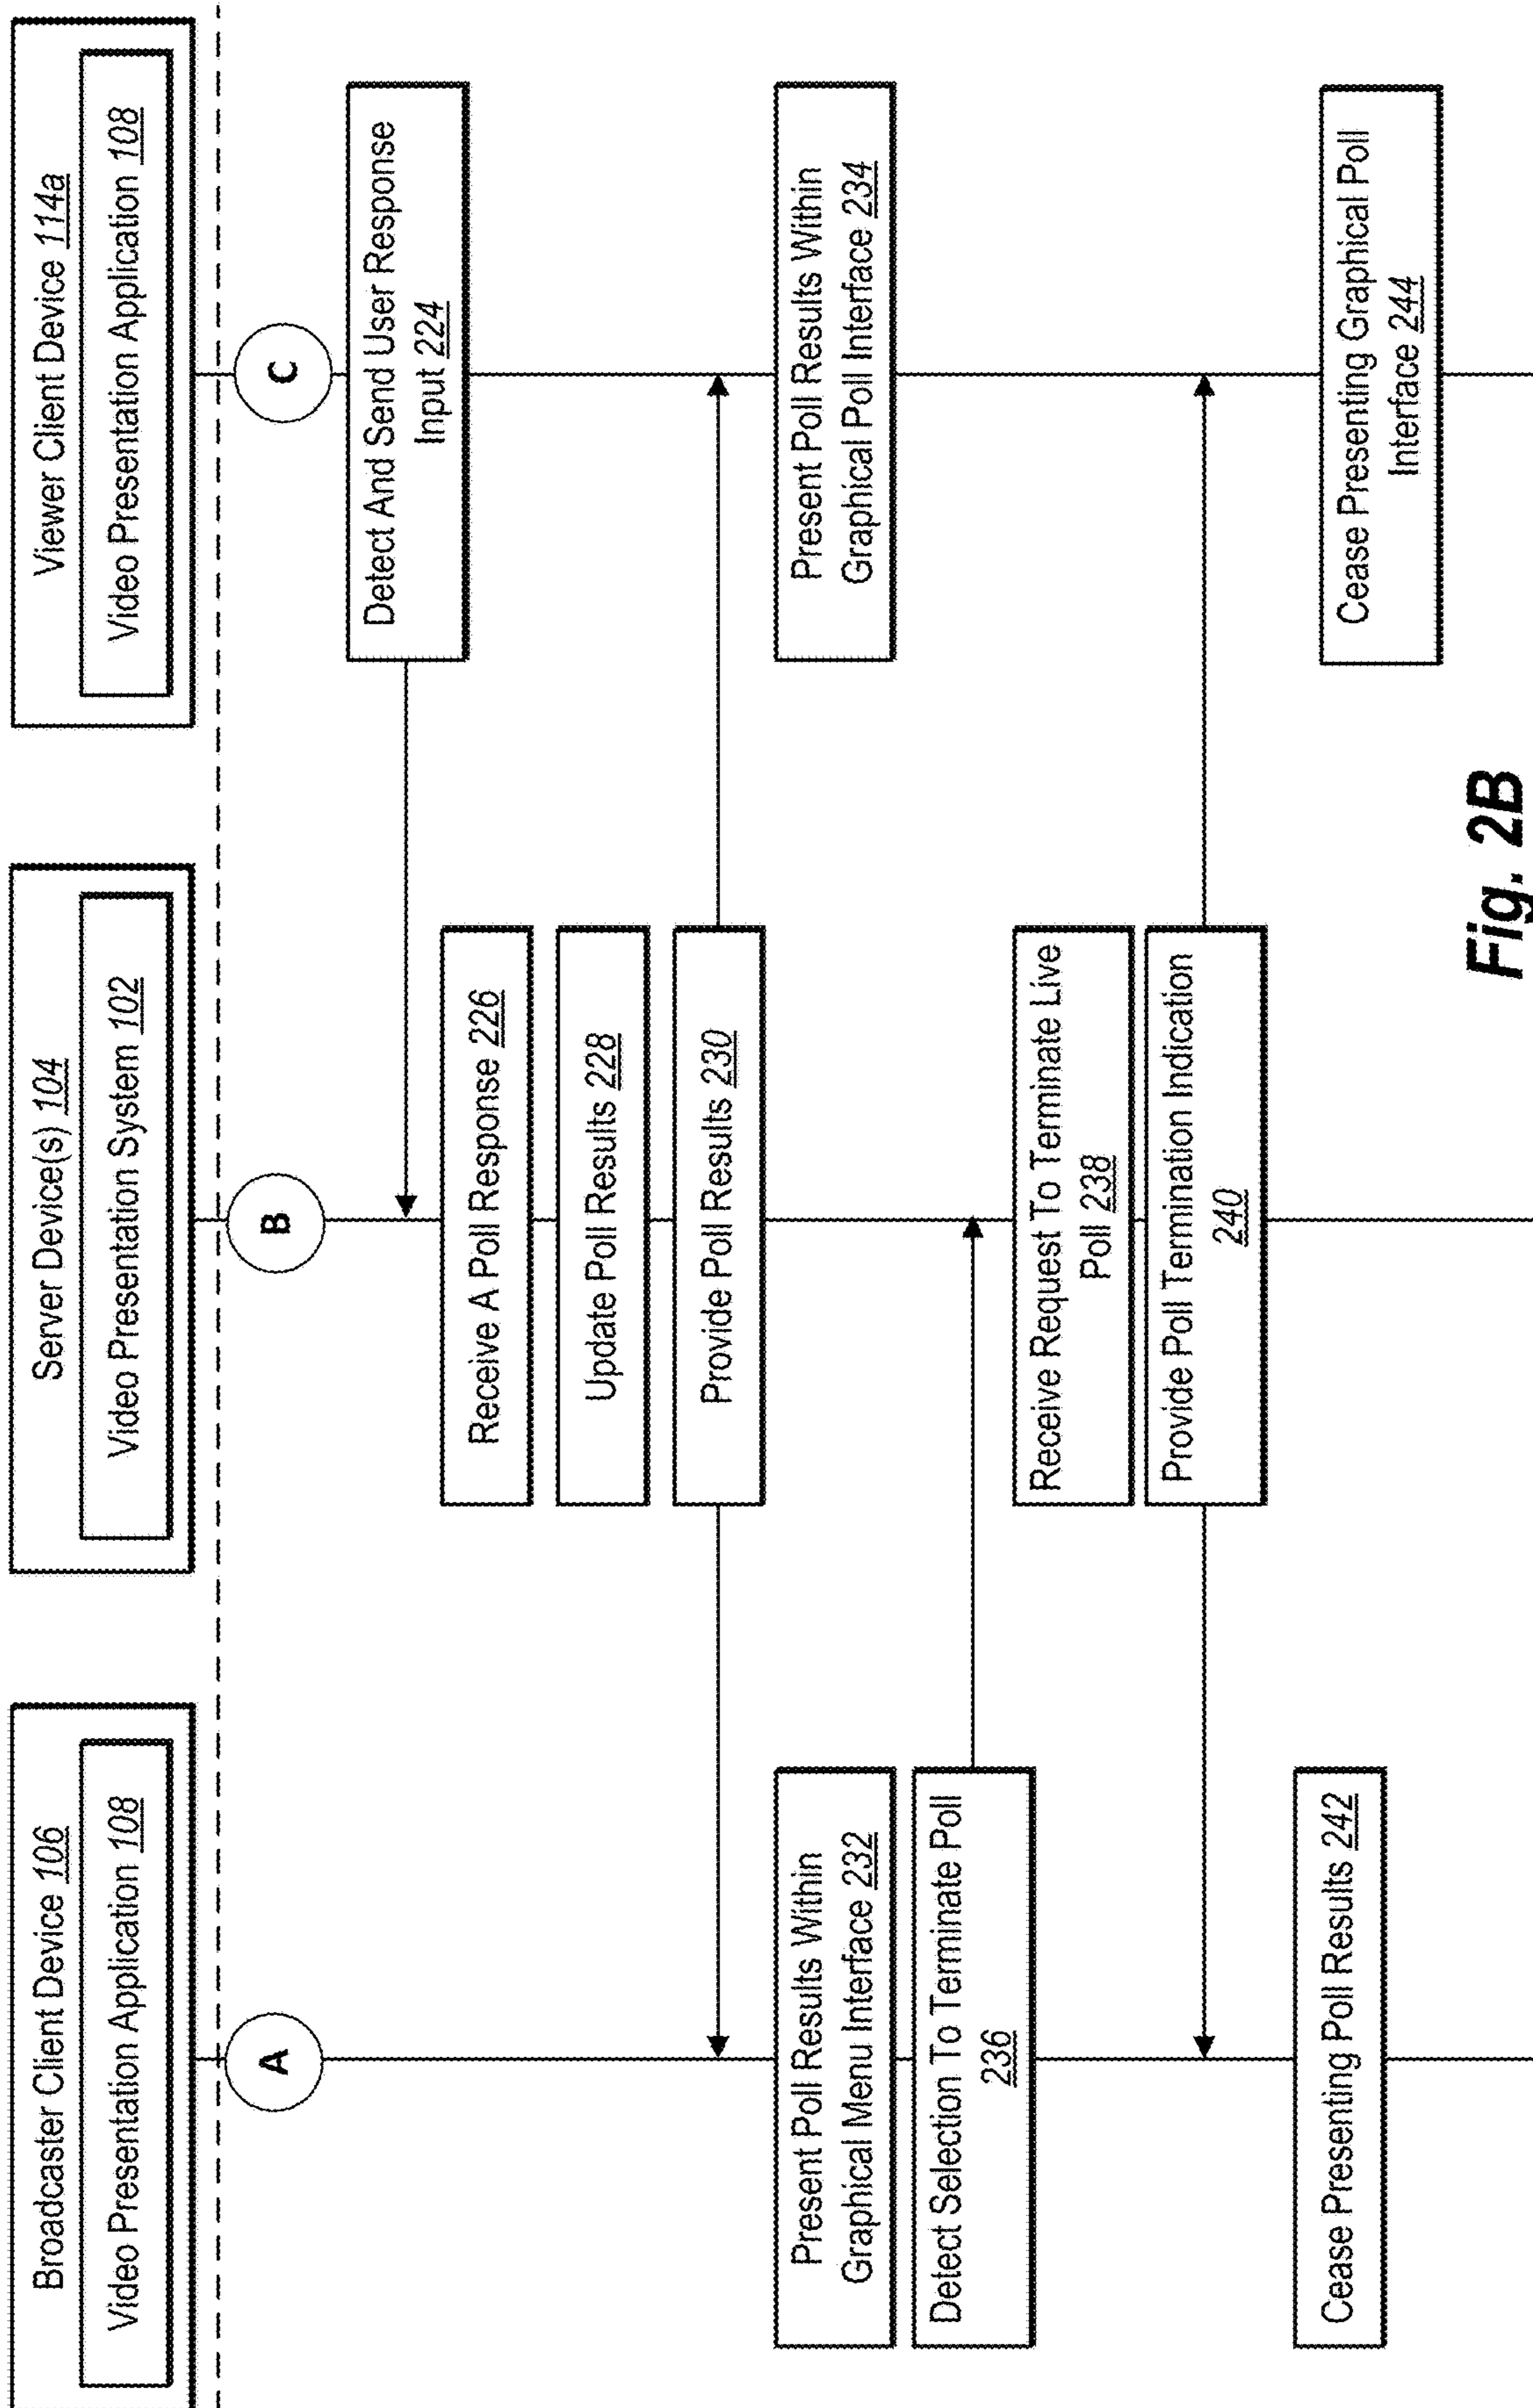 Broadcaster Client Device 106
Video Presentation Application 108
Server Device(s) 104
Video Presentation System 102
Viewer Client Device 114a
Video Presentation Application 108
A
B
C
Detect And Send User Response
Input 224
Receive A Poll Response 226
Update Poll Results 228
Provide Poll Results 230
Present Poll Results Within
Graphical Menu Interface 232
Present Poll Results Within
Graphical Poll Interface 234
Detect Selection To Terminate Poll
236
Receive Request To Terminate Live
Poll 238
Provide Poll Termination Indication
240
Cease Presenting Poll Results 242
Cease Presenting Graphical Poll
Interface 244
Fig. 2B